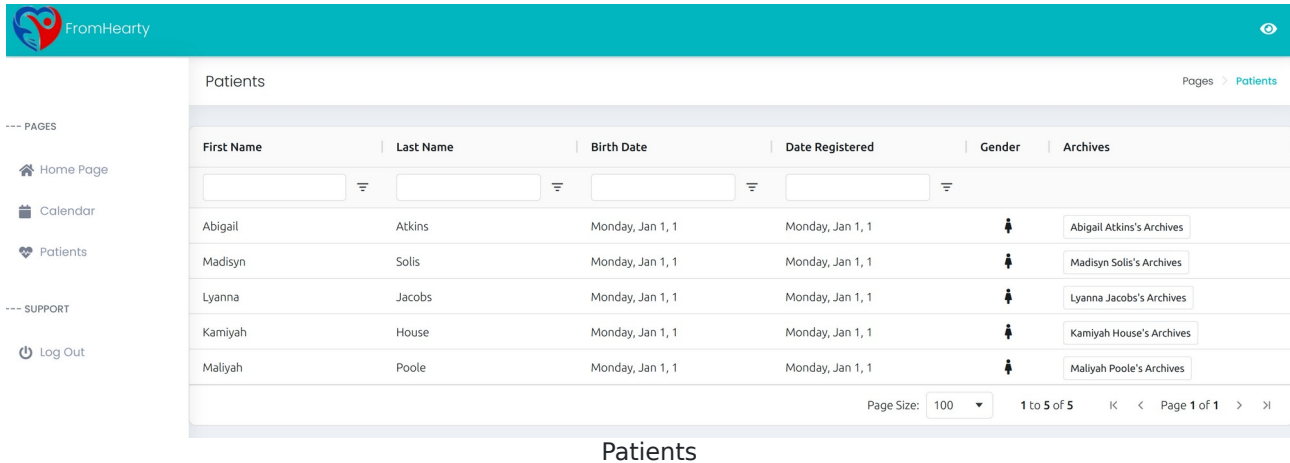 FromHearty
Patients
Pages > Patients
--- PAGES
Home Page
Calendar
Patients
--- SUPPORT
Log Out
First Name Last Name Birth Date Date Registered Gender Archives
Abigail Atkins Monday, Jan 1, 1 Monday, Jan 1, 1 Abigail Atkins's Archives
Madisyn Solis Monday, Jan 1, 1 Monday, Jan 1, 1 Madisyn Solis's Archives
Lyanna Jacobs Monday, Jan 1, 1 Monday, Jan 1, 1 Lyanna Jacobs's Archives
Kamiyah House Monday, Jan 1, 1 Monday, Jan 1, 1 Kamiyah House's Archives
Maliyah Poole Monday, Jan 1, 1 Monday, Jan 1, 1 Maliyah Poole's Archives
Page Size: 100 1 to 5 of 5 Page 1 of 1
Patients